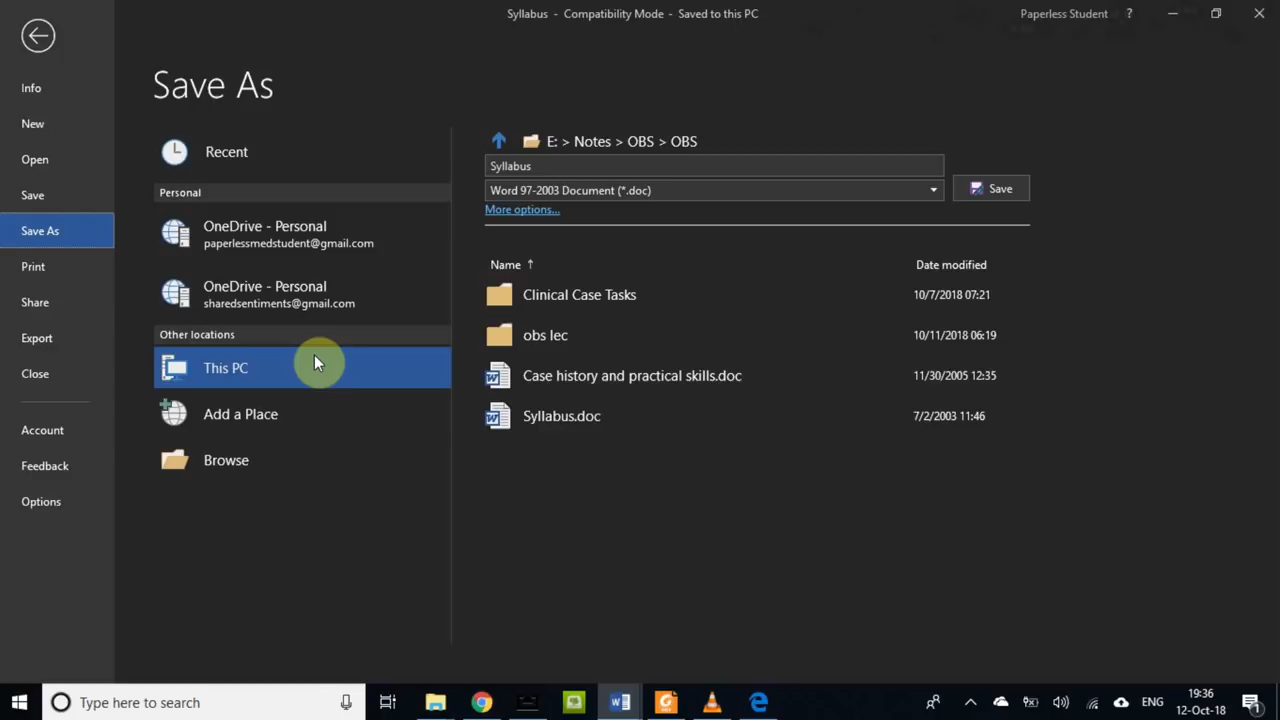 Syllabus - Compatibility Mode - Saved to this PC
Paperless Student ?
Info
New
Open
Save
Save As
Print
Share
Export
Close
Account
Feedback
Options
Save As
Recent
Personal
OneDrive - Personal
paperlessmedstudent@gmail.com
OneDrive - Personal
sharedsentiments@gmail.com
Other locations
This PC
Add a Place
Browse
E: > Notes > OBS > OBS
Syllabus
Word 97-2003 Document (*.doc)
Save
More options...
Name Date modified
Clinical Case Tasks 10/7/2018 07:21
obs lec 10/11/2018 06:19
Case history and practical skills.doc 11/30/2005 12:35
Syllabus.doc 7/2/2003 11:46
Type here to search
ENG
19:36
12-Oct-18
1